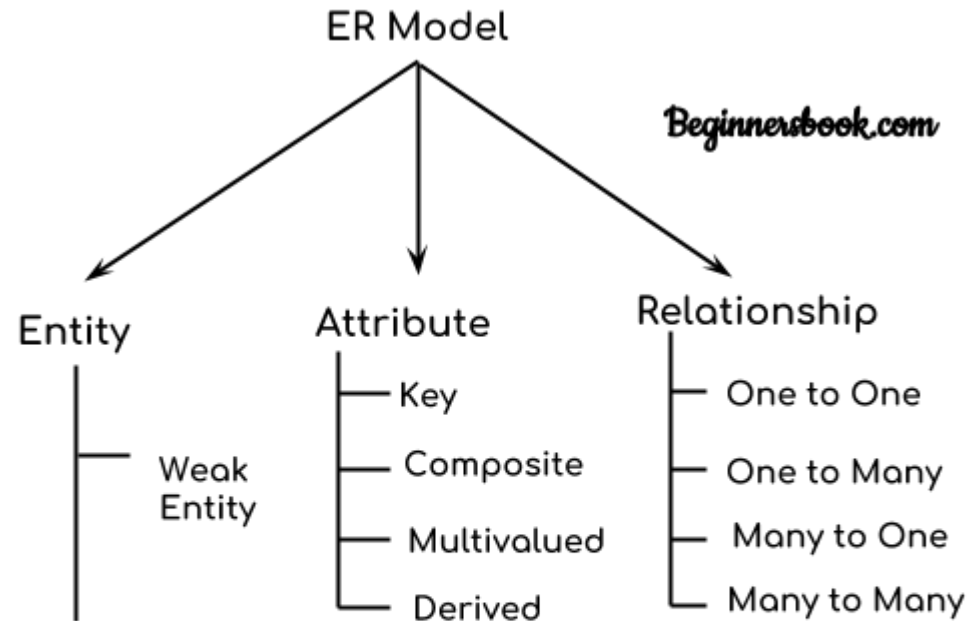 ER Model
Beginnersbook.com
Entity
Weak
Entity
Attribute
Key
Composite
Multivalued
Derived
Relationship
One to One
One to Many
Many to One
Many to Many